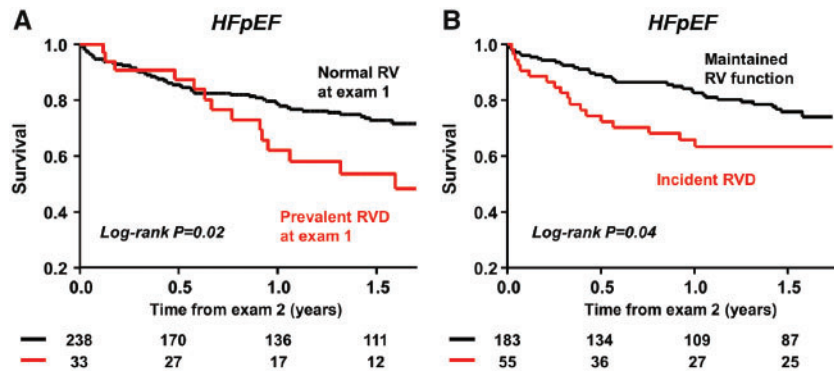 A
HFpEF
1.0
0.8
0.6
0.4
0.2
Survival
Normal RV
at exam 1
Prevalent RVD
at exam 1
Log-rank P=0.02
0.0 0.5 1.0 1.5
Time from exam 2 (years)
238 170 136 111
33 27 17 12
B
HFpEF
1.0
0.8
0.6
0.4
0.2
Survival
Maintained
RV function
Incident RVD
Log-rank P=0.04
0.0 0.5 1.0 1.5
Time from exam 2 (years)
183 134 109 87
55 36 27 25